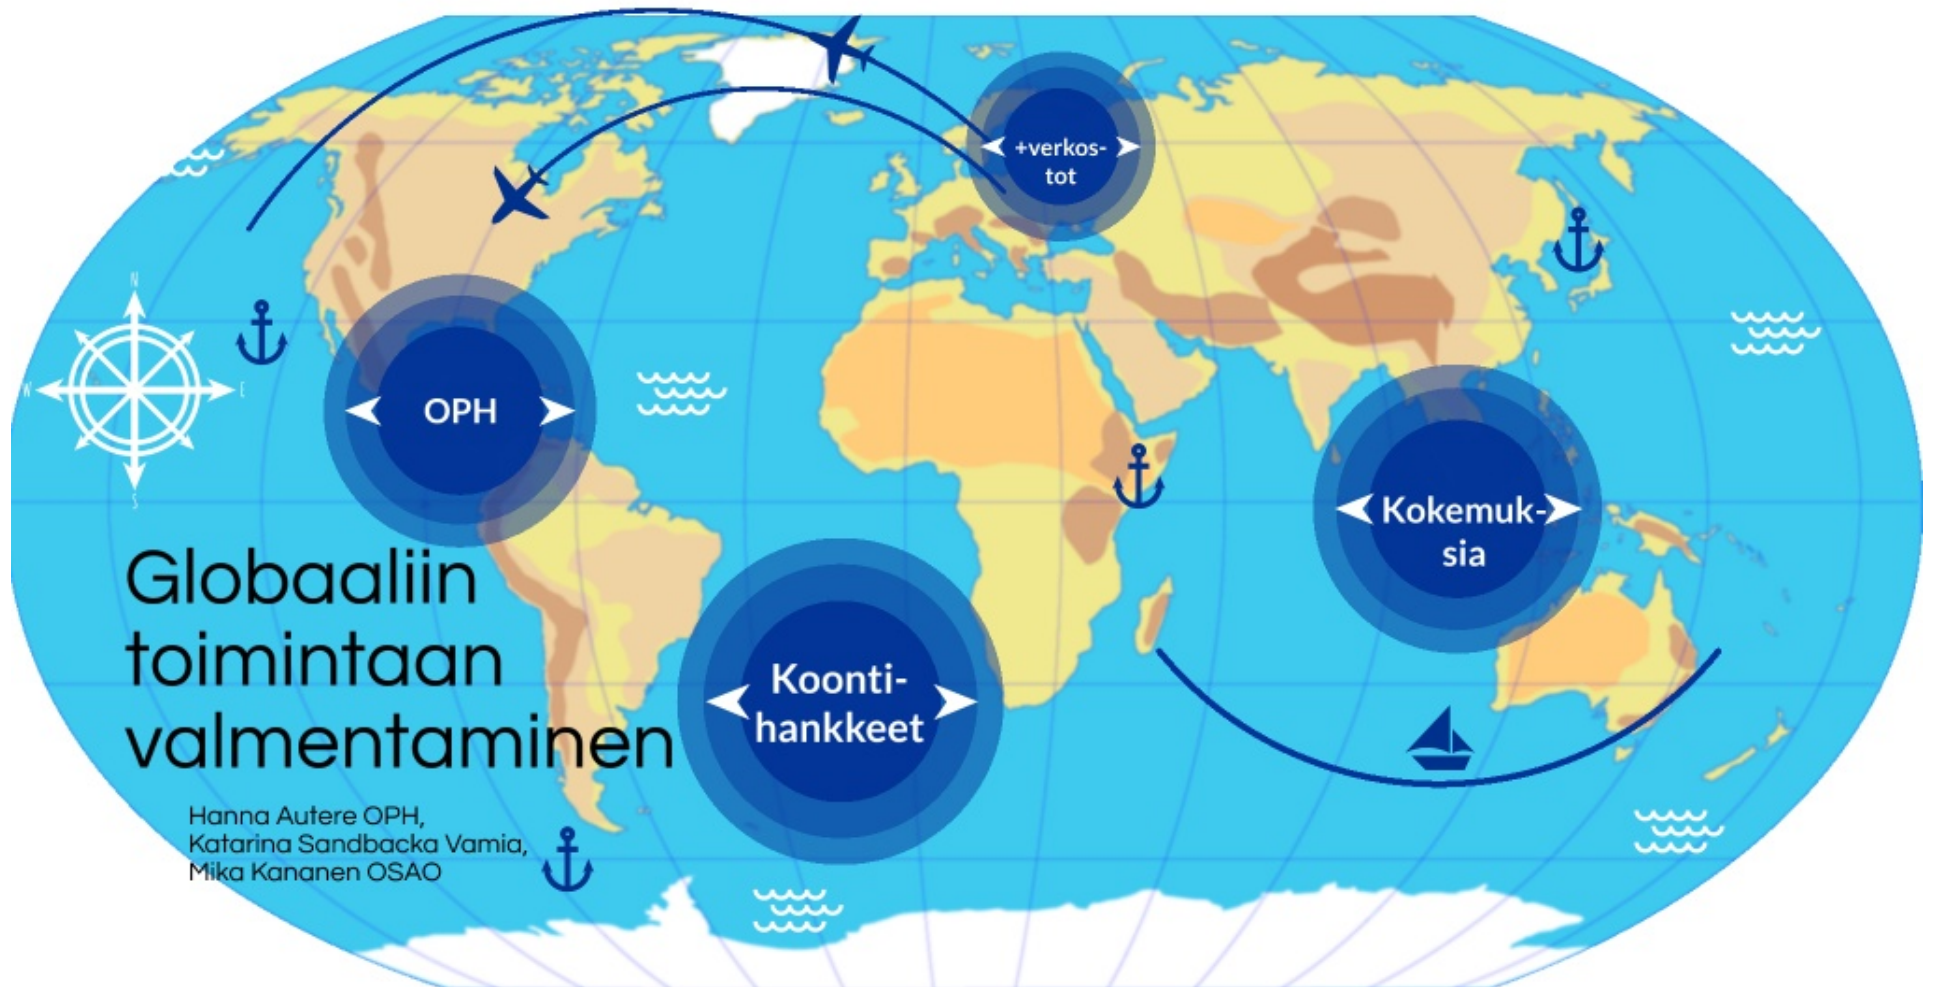 +verkos-
tot
N
W
E
S
OPH
Kokemuk-
sia
Globaaliin
toimintaan
valmentaminen
Koonti-
hankkeet
Hanna Autere OPH,
Katarina Sandbacka Vamia,
Mika Kananen OSAO